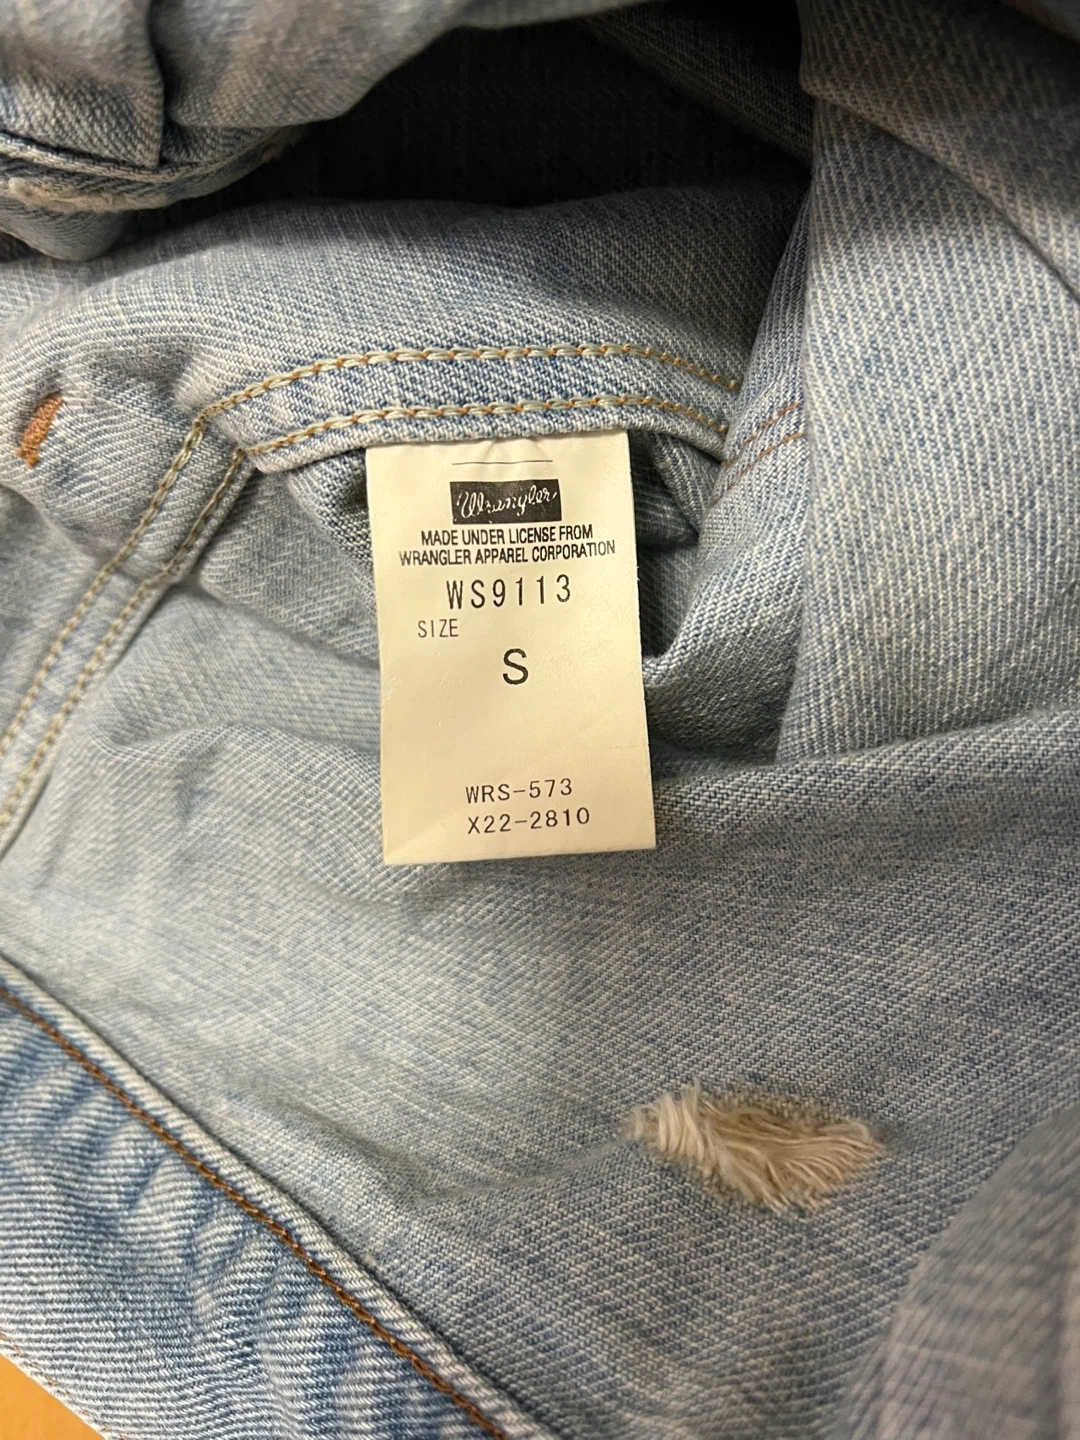 Wrangler
MADE UNDER LICENSE FROM
WRANGLER APPAREL CORPORATION
WS9113
SIZE
S
WRS-573
X22-2810